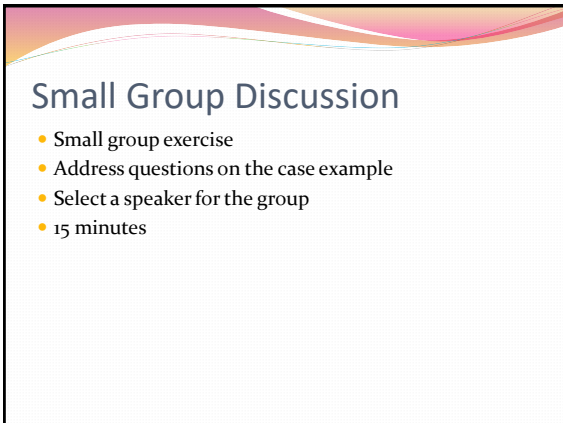 Small Group Discussion
• Small group exercise
• Address questions on the case example
• Select a speaker for the group
• 15 minutes